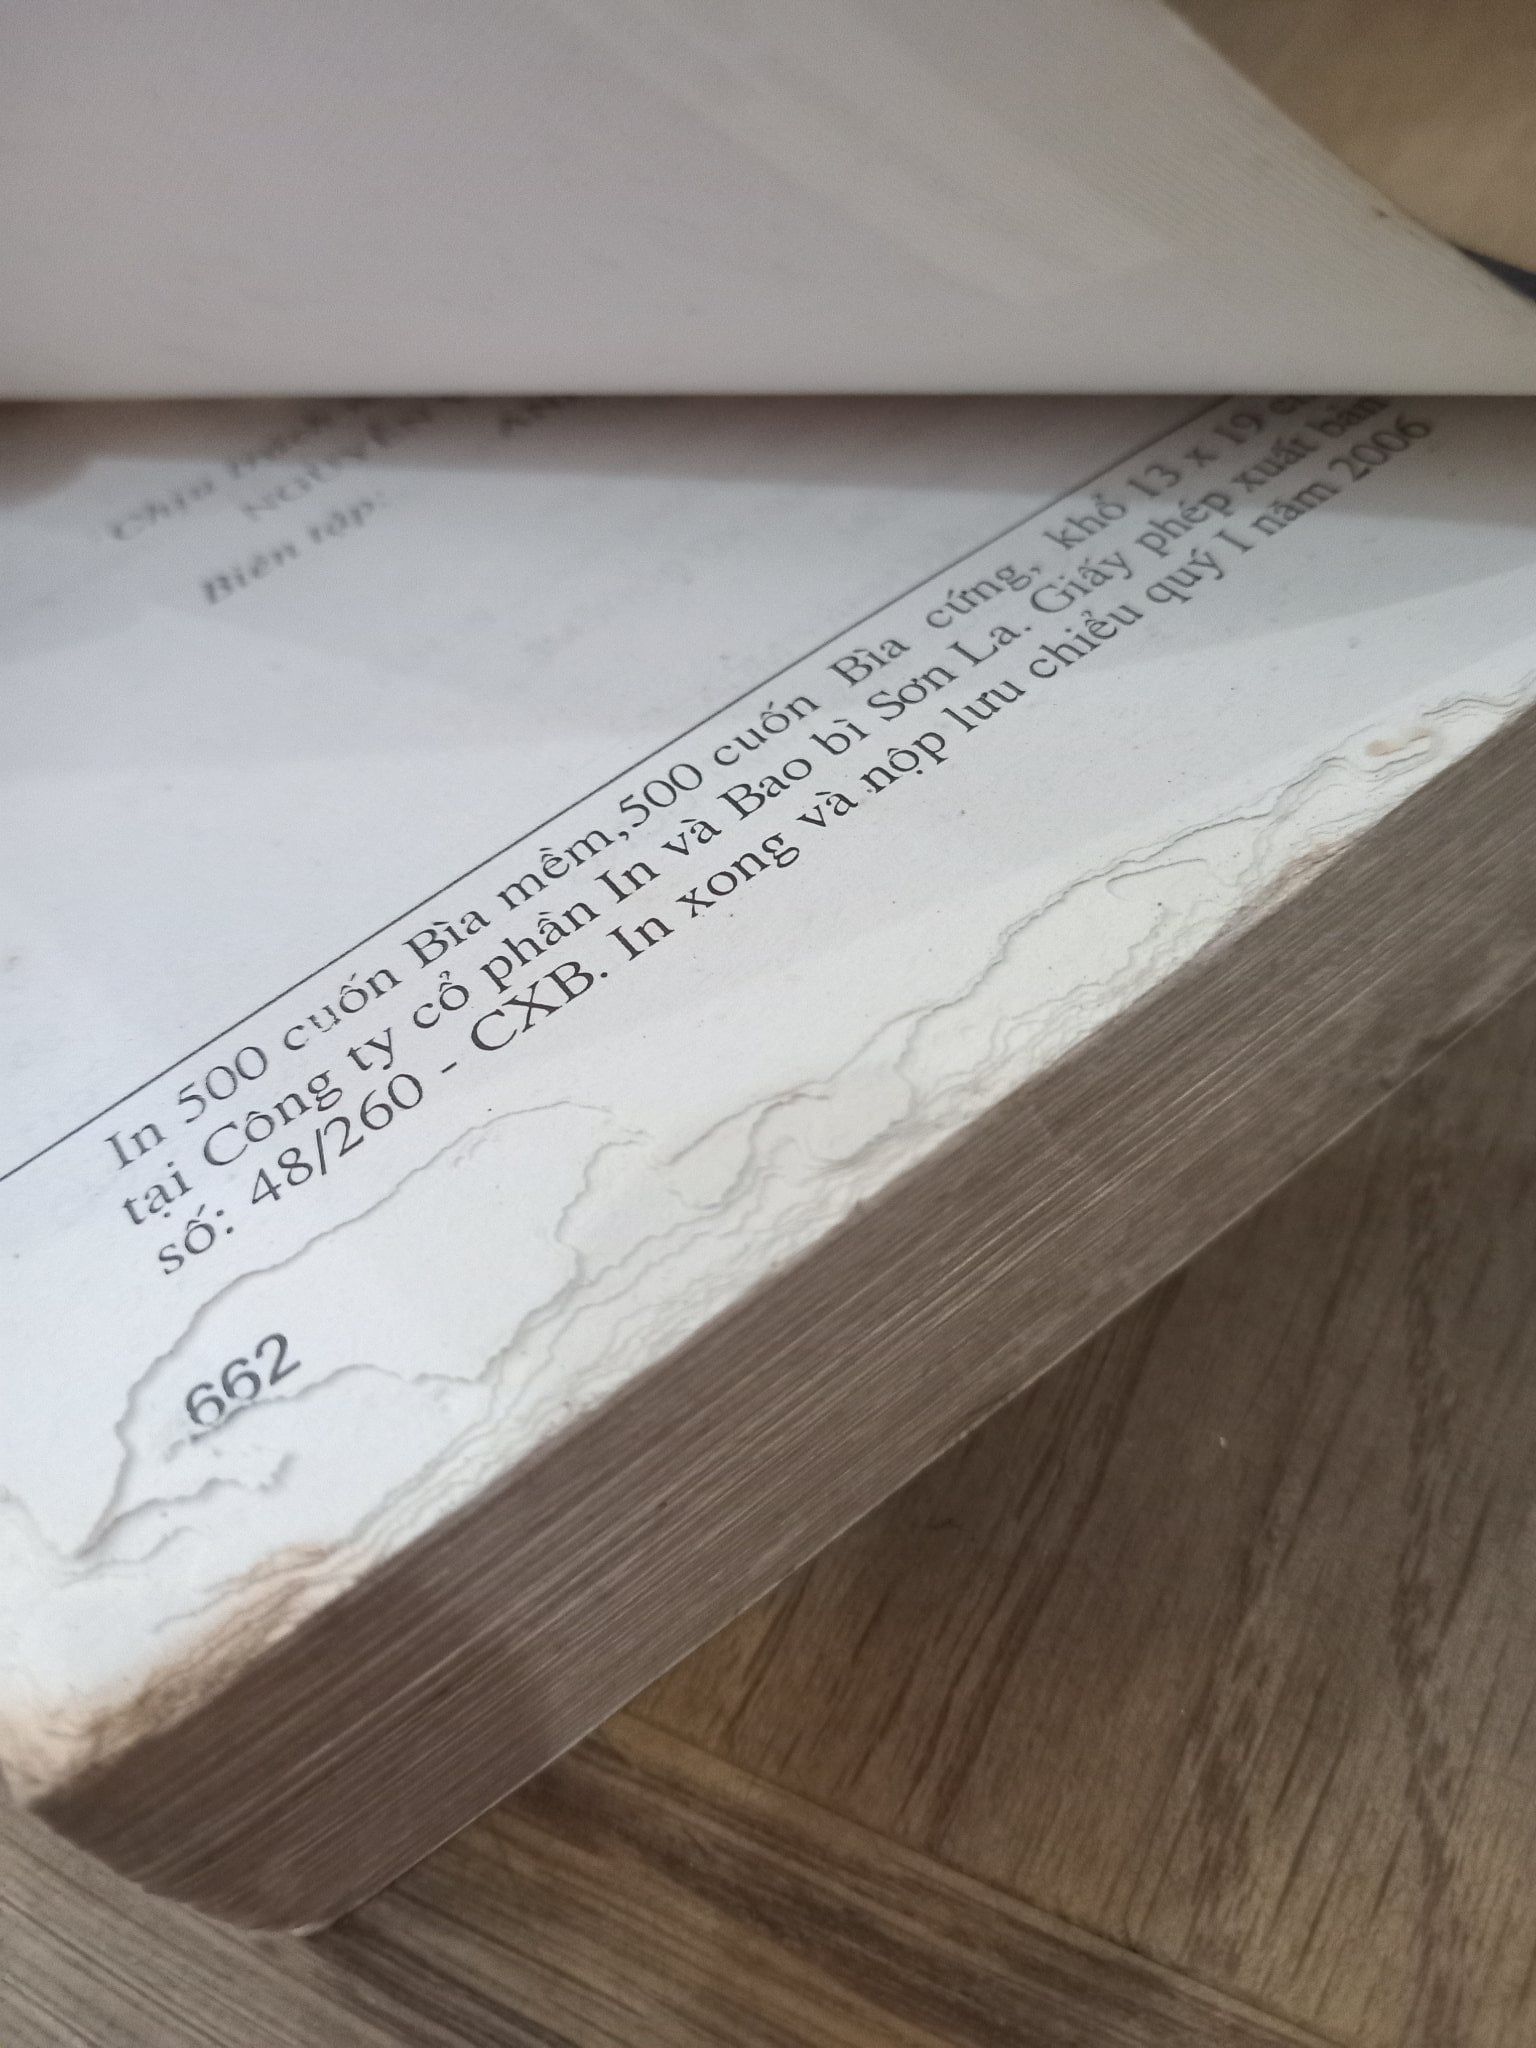 Biên tập:
In 500 cuốn Bìa mềm,500 cuốn Bìa cứng, khổ 13 x 19
tại Công ty cổ phần In và Bao bì Sơn La. Giấy phép xuất bản
số: 48/260 - CXB. In xong và nộp lưu chiểu quý I năm 2006
662